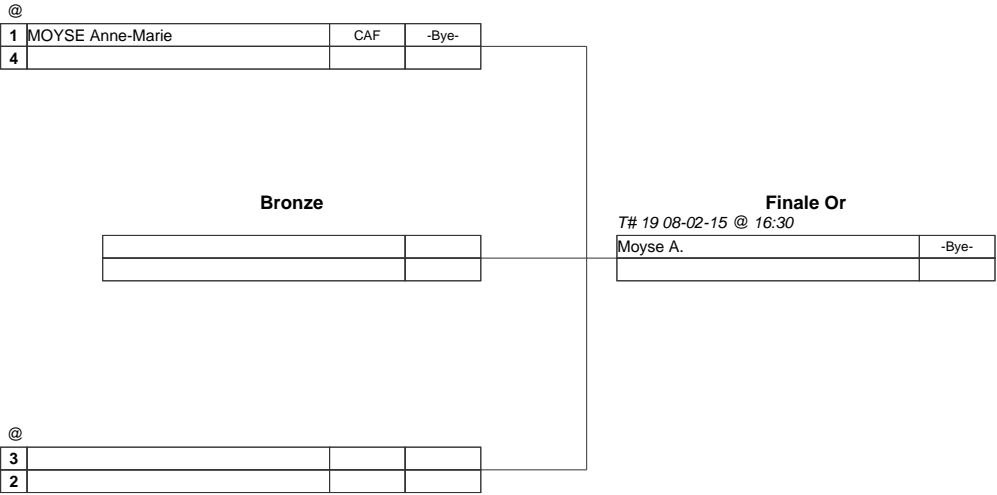 @
1 MOYSE Anne-Marie CAF -Bye-
4
Bronze Finale Or
T# 19 08-02-15 @ 16:30
Moyse A. -Bye-
@
3
2